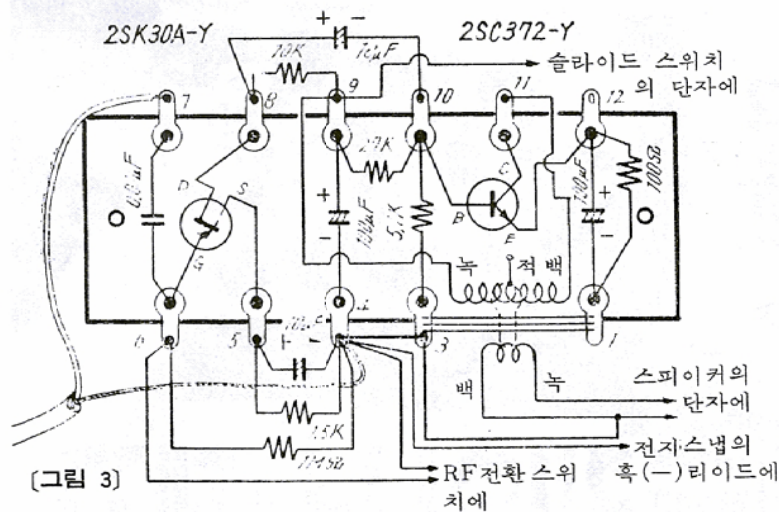 2SK30A-Y
2SC372-Y
+ -
10K
10μF
슬라이드 스위치
의 단자에
7
8
9
10
11
12
0.01μF
D
S
G
+
100μF
-
5.1K
B
C
E
100μF
+
-
100Ω
녹
적
백
6
5
+ -
3
1
15K
1MΩ
백
녹
스피커의
단자에
전지스냅의
흑(-)리이드에
RF전환 스위
치에
[그림 3]